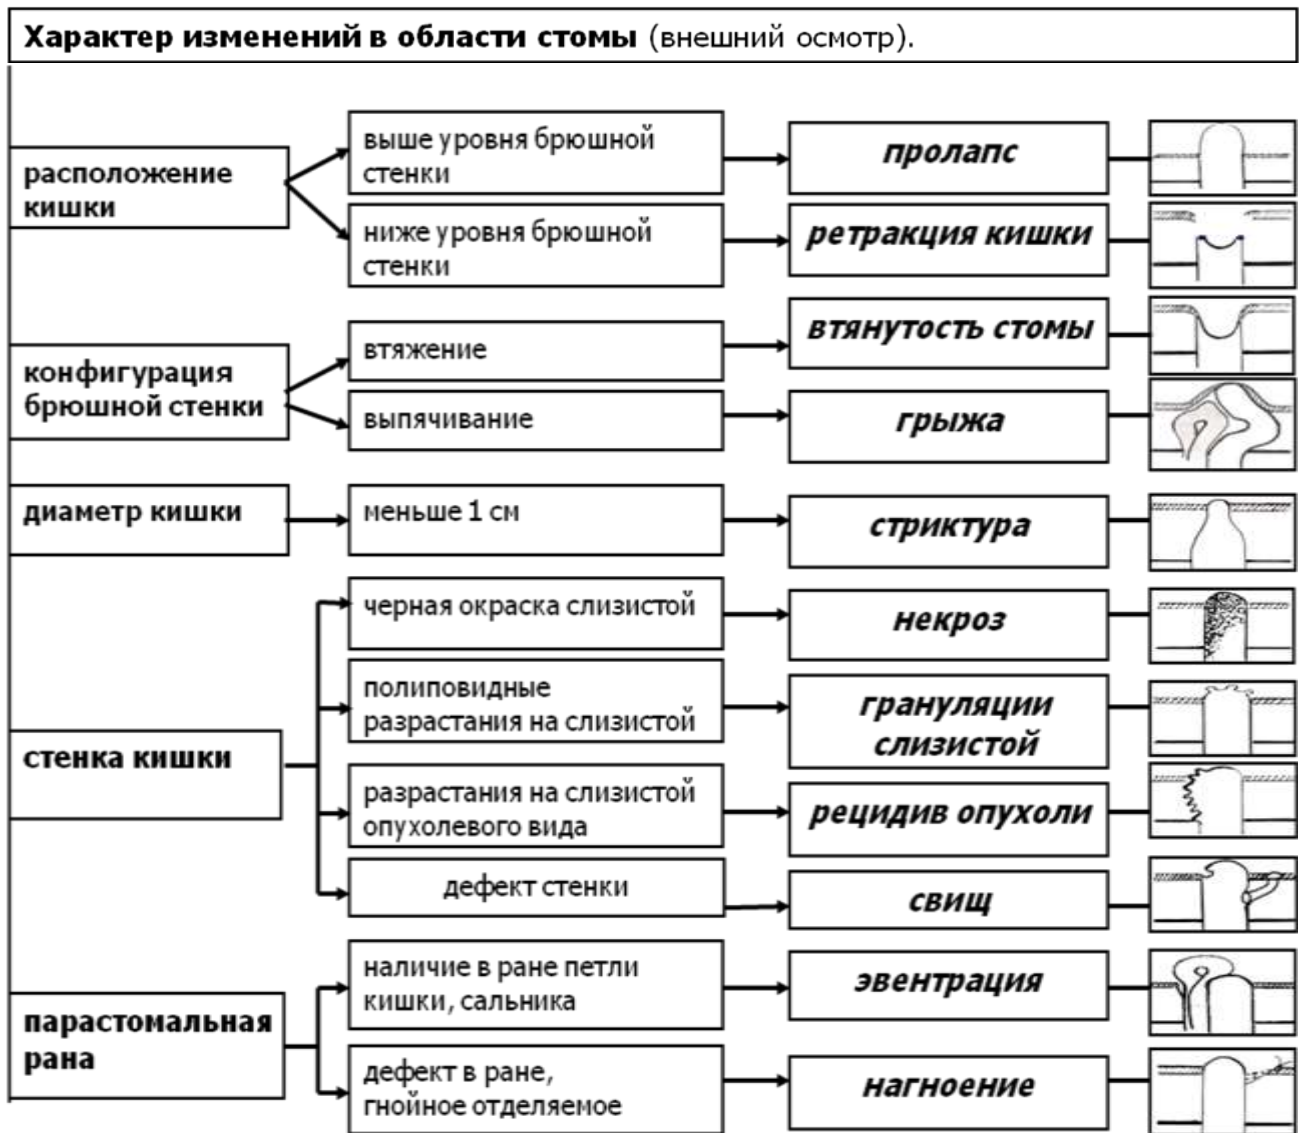 Характер изменений в области стомы (внешний осмотр).
расположение
кишки
выше уровня брюшной
стенки
пролапс
ниже уровня брюшной
стенки
ретракция кишки
конфигурация
брюшной стенки
втяжение
втянутость стомы
выпячивание
грыжа
диаметр кишки
меньше 1 см
стриктура
стенка кишки
черная окраска слизистой
некроз
полиповидные
разрастания на слизистой
грануляции
слизистой
разрастания на слизистой
опухолевого вида
рецидив опухоли
дефект стенки
свищ
парастомальная
рана
наличие в ране петли
кишки, сальника
эвентрация
дефект в ране,
гнойное отделяемое
нагноение